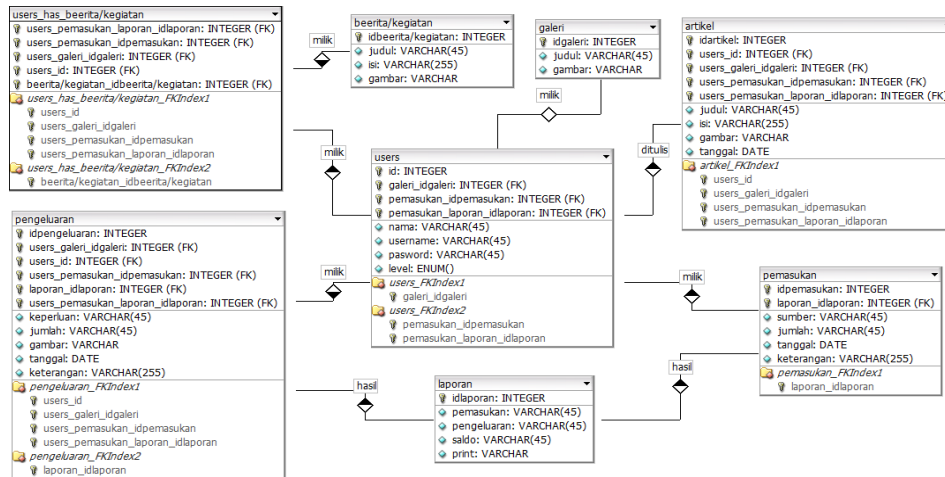 users_has_beerita/kegiatan
users_pemasukan_laporan_idlaporan: INTEGER (FK)
users_pemasukan_idpemasukan: INTEGER (FK)
users_galeri_idgaleri: INTEGER (FK)
users_id: INTEGER (FK)
beerita/kegiatan_idbeerita/kegiatan: INTEGER (FK)
users_has_beerita/kegiatan_FKIndex1
users_id
users_galeri_idgaleri
users_pemasukan_idpemasukan
users_pemasukan_laporan_idlaporan
users_has_beerita/kegiatan_FKIndex2
beerita/kegiatan_idbeerita/kegiatan
milik
beerita/kegiatan
idbeerita/kegiatan: INTEGER
judul: VARCHAR(45)
isi: VARCHAR(255)
gambar: VARCHAR
galeri
idgaleri: INTEGER
judul: VARCHAR(45)
gambar: VARCHAR
milik
artikel
idartikel: INTEGER
users_id: INTEGER (FK)
users_galeri_idgaleri: INTEGER (FK)
users_pemasukan_idpemasukan: INTEGER (FK)
users_pemasukan_laporan_idlaporan: INTEGER (FK)
judul: VARCHAR(45)
isi: VARCHAR(255)
gambar: VARCHAR
tanggal: DATE
artikel_FKIndex1
users_id
users_galeri_idgaleri
users_pemasukan_idpemasukan
users_pemasukan_laporan_idlaporan
milik
users
id: INTEGER
galeri_idgaleri: INTEGER (FK)
pemasukan_idpemasukan: INTEGER (FK)
pemasukan_laporan_idlaporan: INTEGER (FK)
nama: VARCHAR(45)
username: VARCHAR(45)
pasword: VARCHAR(45)
level: ENUM()
users_FKIndex1
galeri_idgaleri
users_FKIndex2
pemasukan_idpemasukan
pemasukan_laporan_idlaporan
ditulis
pengeluaran
idpengeluaran: INTEGER
users_galeri_idgaleri: INTEGER (FK)
users_id: INTEGER (FK)
users_pemasukan_idpemasukan: INTEGER (FK)
laporan_idlaporan: INTEGER (FK)
users_pemasukan_laporan_idlaporan: INTEGER (FK)
keperluan: VARCHAR(45)
jumlah: VARCHAR(45)
gambar: VARCHAR
tanggal: DATE
keterangan: VARCHAR(255)
pengeluaran_FKIndex1
users_id
users_galeri_idgaleri
users_pemasukan_idpemasukan
users_pemasukan_laporan_idlaporan
pengeluaran_FKIndex2
laporan_idlaporan
milik
milik
pemasukan
idpemasukan: INTEGER
laporan_idlaporan: INTEGER (FK)
sumber: VARCHAR(45)
jumlah: VARCHAR(45)
tanggal: DATE
keterangan: VARCHAR(255)
pemasukan_FKIndex1
laporan_idlaporan
hasil
laporan
idlaporan: INTEGER
pemasukan: VARCHAR(45)
pengeluaran: VARCHAR(45)
saldo: VARCHAR(45)
print: VARCHAR
hasil